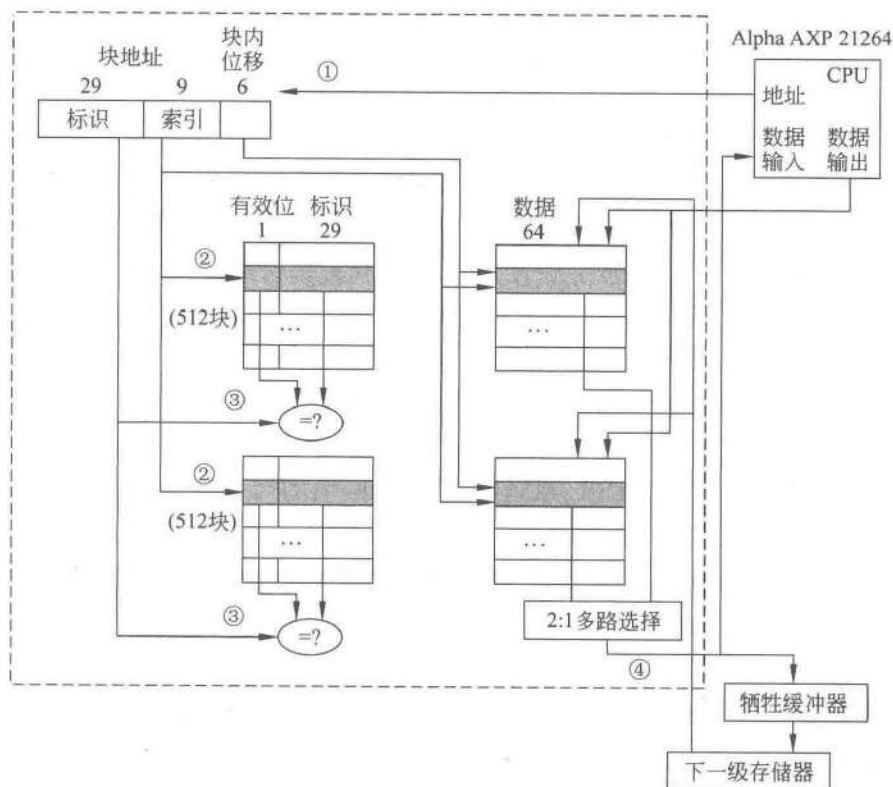 Alpha AXP 21264
CPU
地址
数据
输入
数据
输出
块地址
块内
位移
29
9
6
①
标识
索引
有效位
标识
1
29
数据
64
②
(512块)
…
…
③
=?
②
(512块)
…
…
③
=?
2:1多路选择
④
牺牲缓冲器
下一级存储器